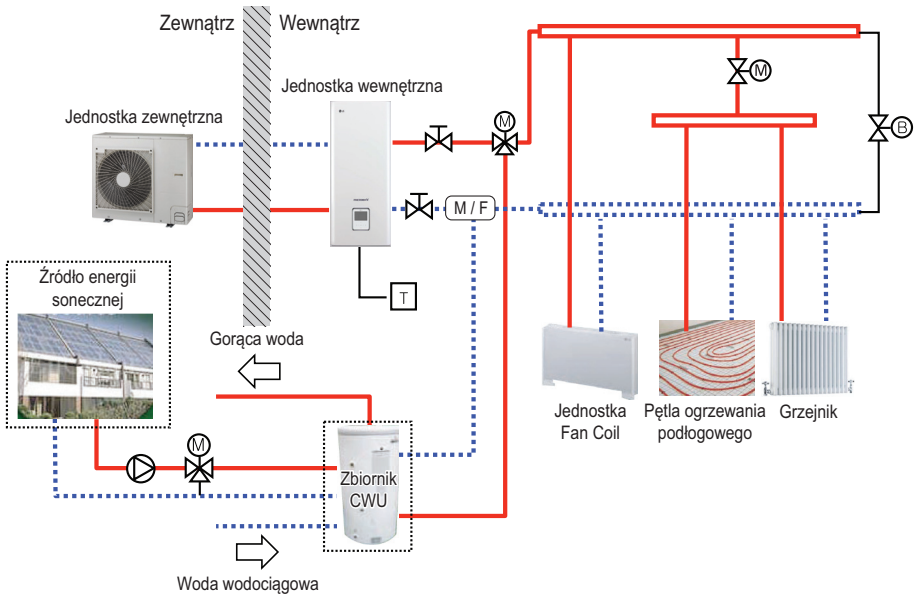 Zewnątrz
Wewnątrz
Jednostka zewnętrzna
Jednostka wewnętrzna
M
M
B
M / F
T
Źródło energii
sonecznej
Gorąca woda
M
Zbiornik
CWU
Woda wodociągowa
Jednostka
Fan Coil
Pętla ogrzewania
podłogowego
Grzejnik